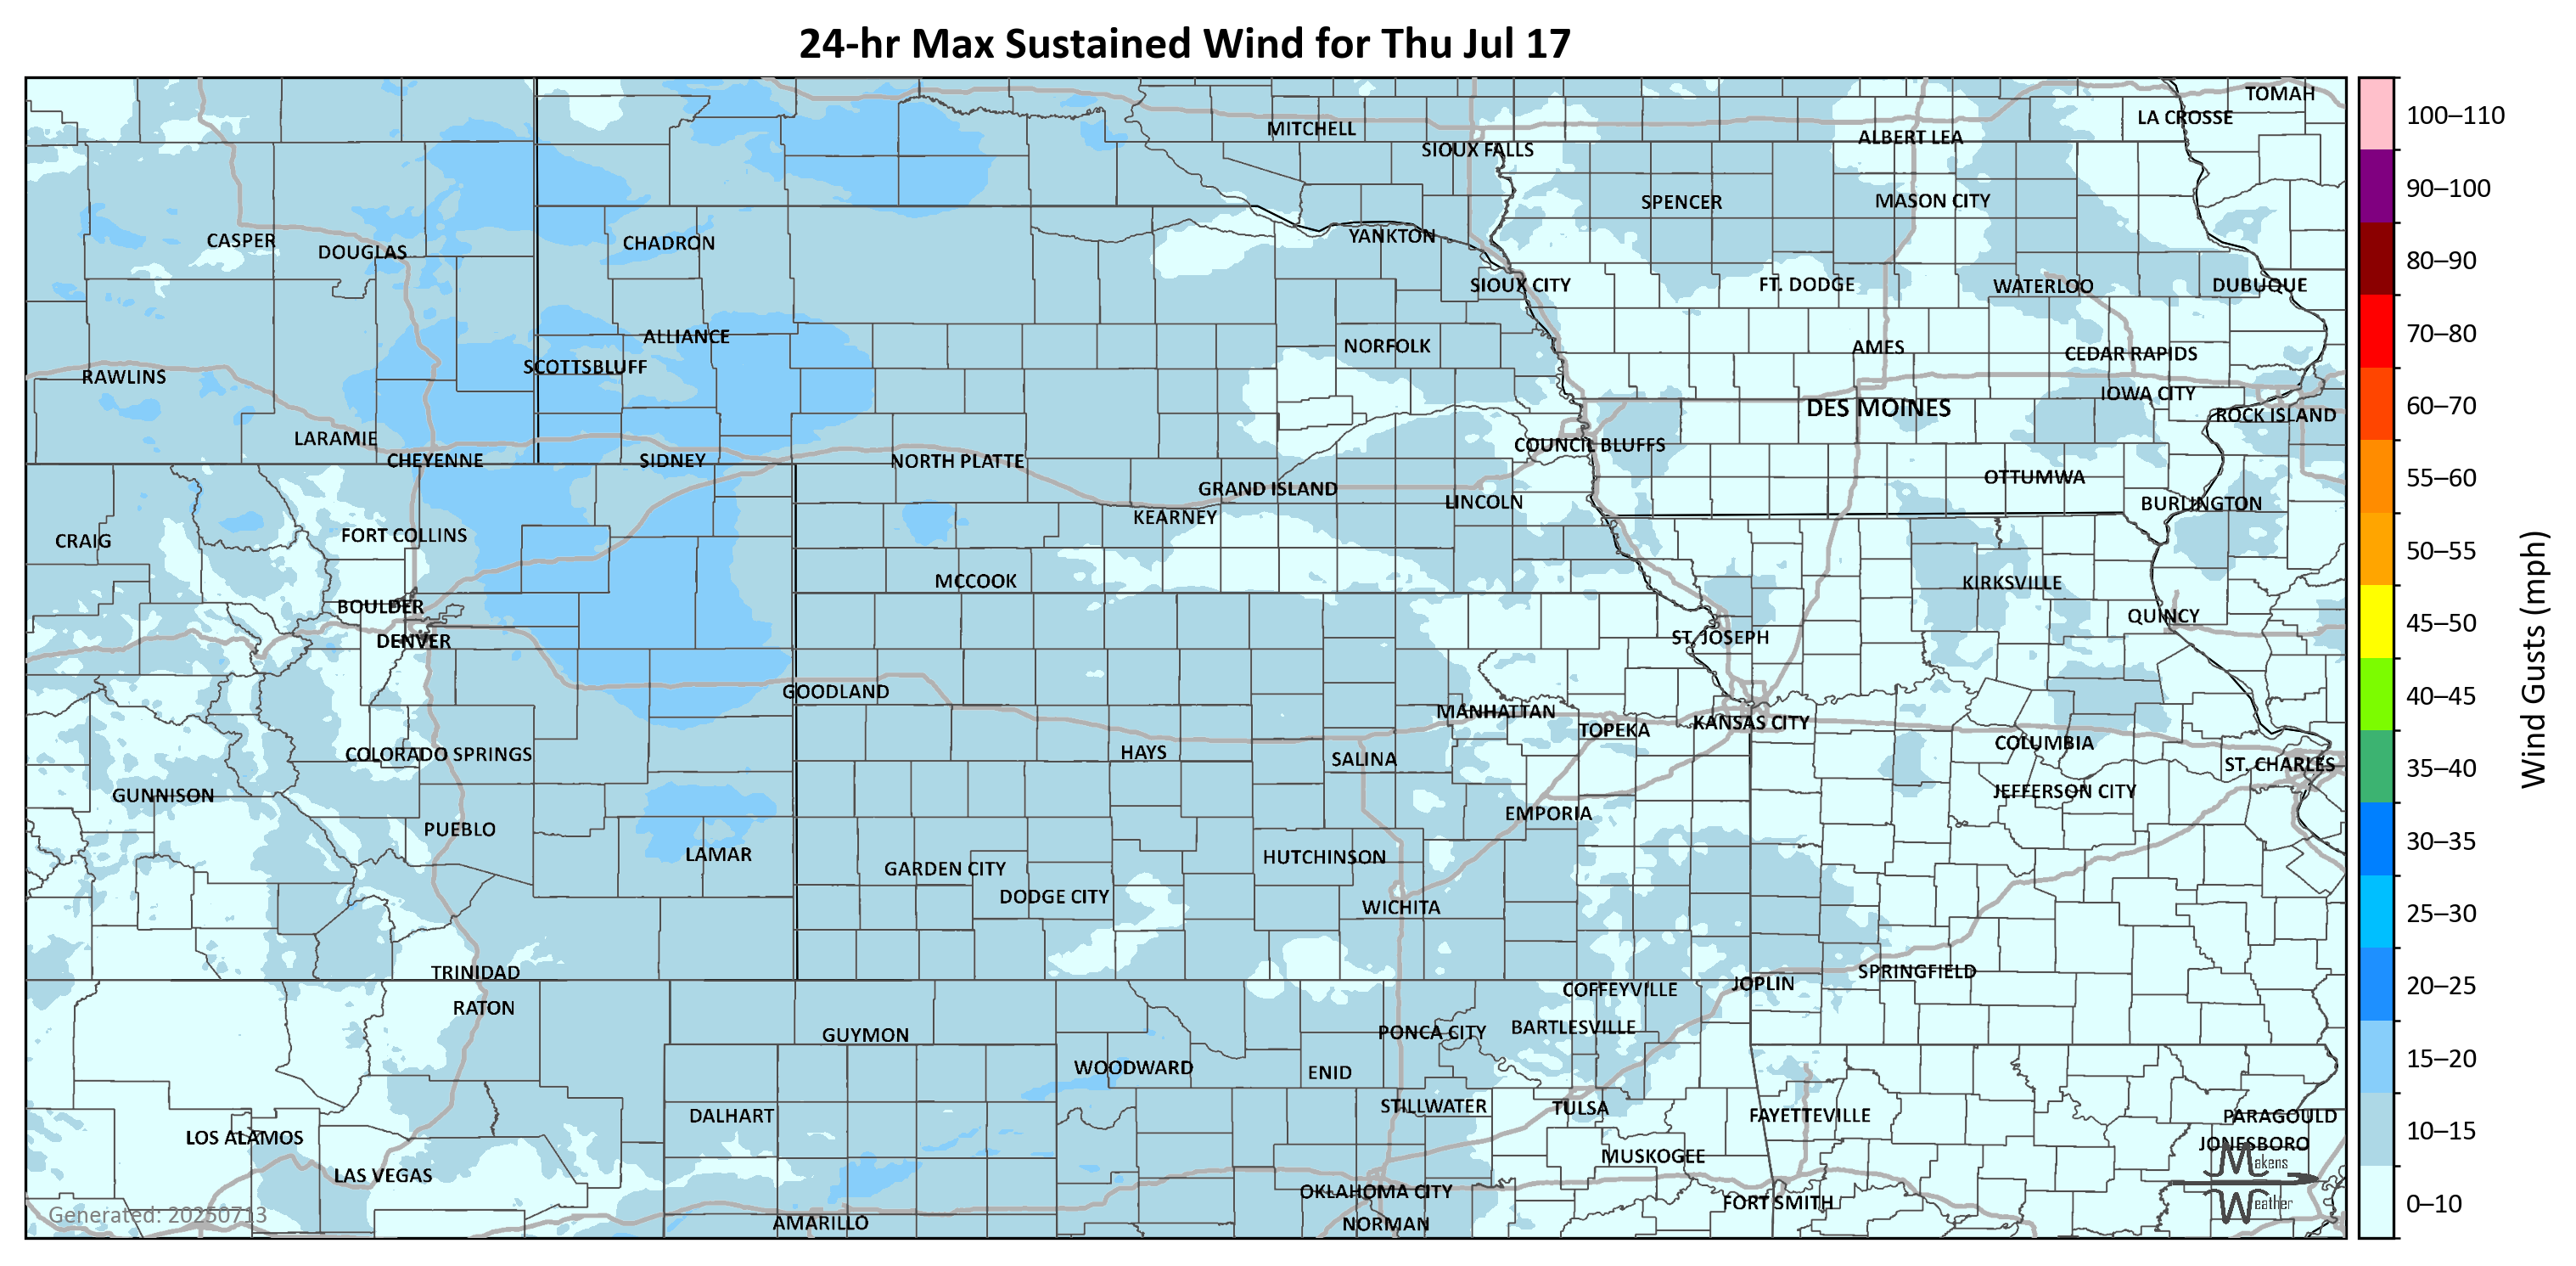 24-hr Max Sustained Wind for Thu Jul 17
TOMAH
LA CROSSE
MITCHELL
ALBERT LEA
SIOUX FALLS
SPENCER
MASON CITY
CASPER
DOUGLAS
CHADRON
YANKTON
SIOUX CITY
FT. DODGE
WATERLOO
DUBUQUE
ALLIANCE
NORFOLK
AMES
CEDAR RAPIDS
SCOTTSBLUFF
RAWLINS
IOWA CITY
DES MOINES
ROCK ISLAND
LARAMIE
COUNCIL BLUFFS
CHEYENNE
SIDNEY
NORTH PLATTE
OTTUMWA
GRAND ISLAND
LINCOLN
BURLINGTON
KEARNEY
FORT COLLINS
CRAIG
MCCOOK
KIRKSVILLE
BOULDER
QUINCY
DENVER
ST. JOSEPH
GOODLAND
MANHATTAN
TOPEKA
KANSAS CITY
COLUMBIA
COLORADO SPRINGS
HAYS
SALINA
ST. CHARLES
GUNNISON
JEFFERSON CITY
EMPORIA
PUEBLO
LAMAR
HUTCHINSON
GARDEN CITY
DODGE CITY
WICHITA
TRINIDAD
SPRINGFIELD
JOPLIN
COFFEYVILLE
RATON
GUYMON
PONCA CITY
BARTLESVILLE
WOODWARD
ENID
STILLWATER
TULSA
DALHART
FAYETTEVILLE
PARAGOULD
LOS ALAMOS
JONESBORO
MUSKOGEE
LAS VEGAS
OKLAHOMA CITY
FORT SMITH
AMARILLO
NORMAN
Generated: 20250713
Makens
Weather
100–110
90–100
80–90
70–80
60–70
55–60
50–55
45–50
40–45
35–40
30–35
25–30
20–25
15–20
10–15
0–10
Wind Gusts (mph)